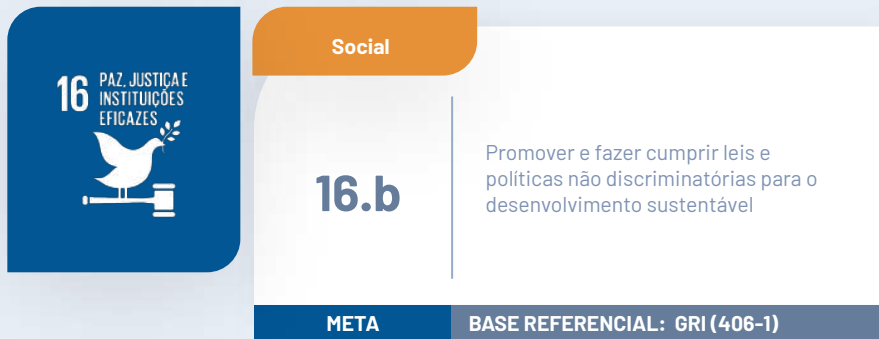 16
PAZ, JUSTIÇA E
INSTITUIÇÕES
EFICAZES
Social
16.b
Promover e fazer cumprir leis e
políticas não discriminatórias para o
desenvolvimento sustentável
META
BASE REFERENCIAL: GRI (406-1)